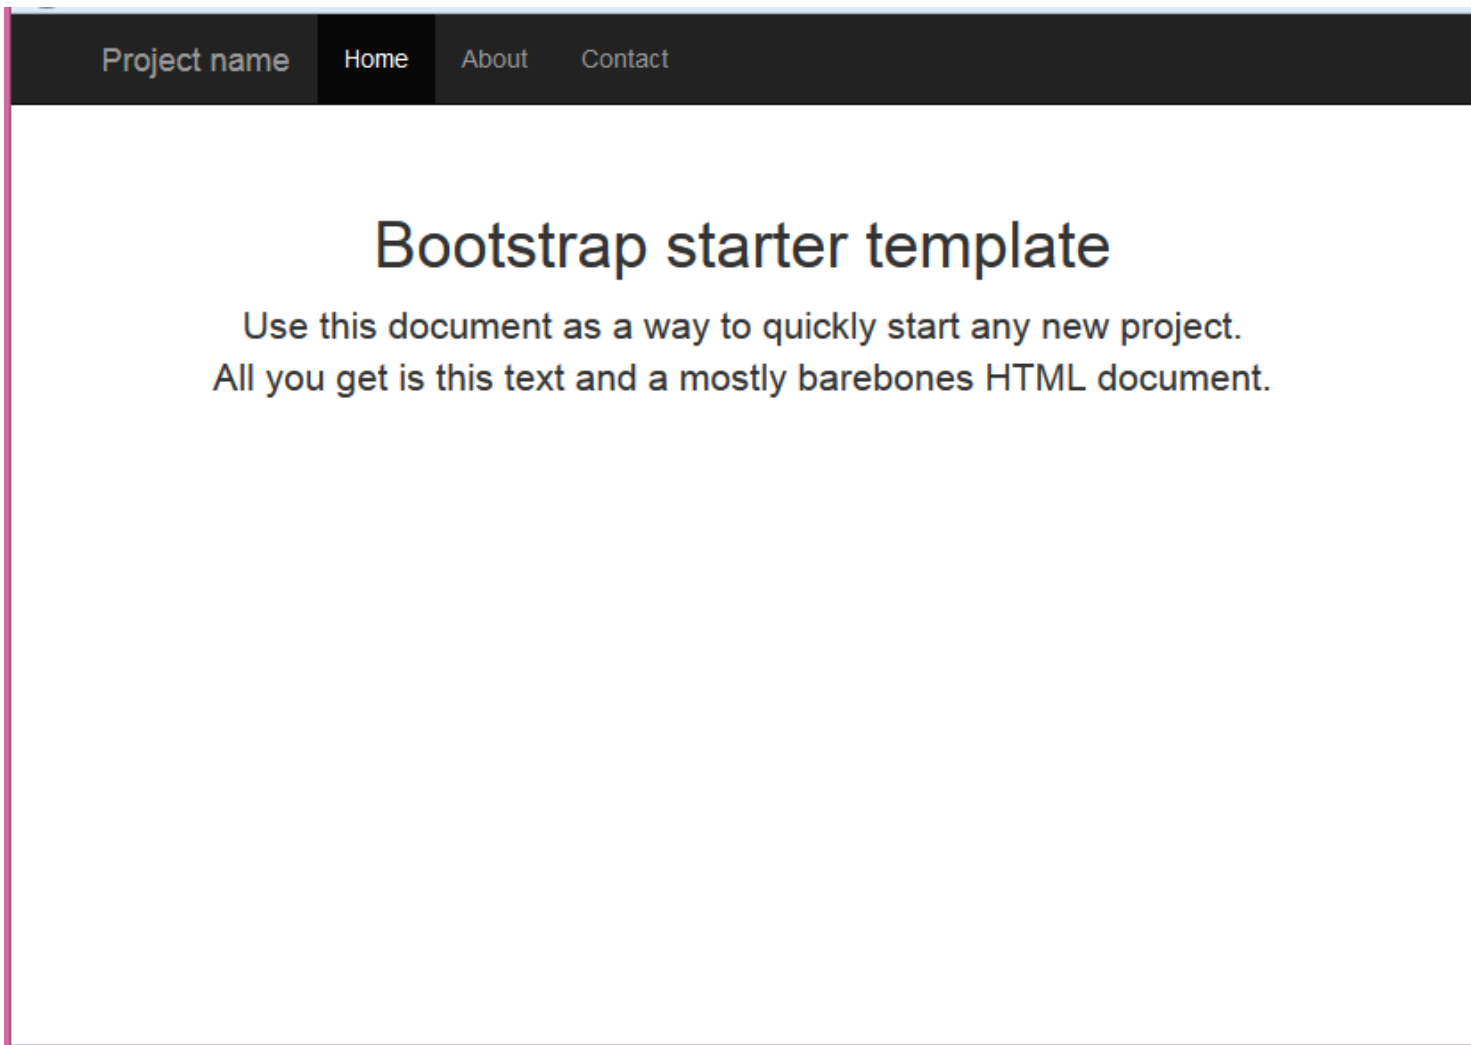 Project name Home About Contact
Bootstrap starter template
Use this document as a way to quickly start any new project.
All you get is this text and a mostly barebones HTML document.